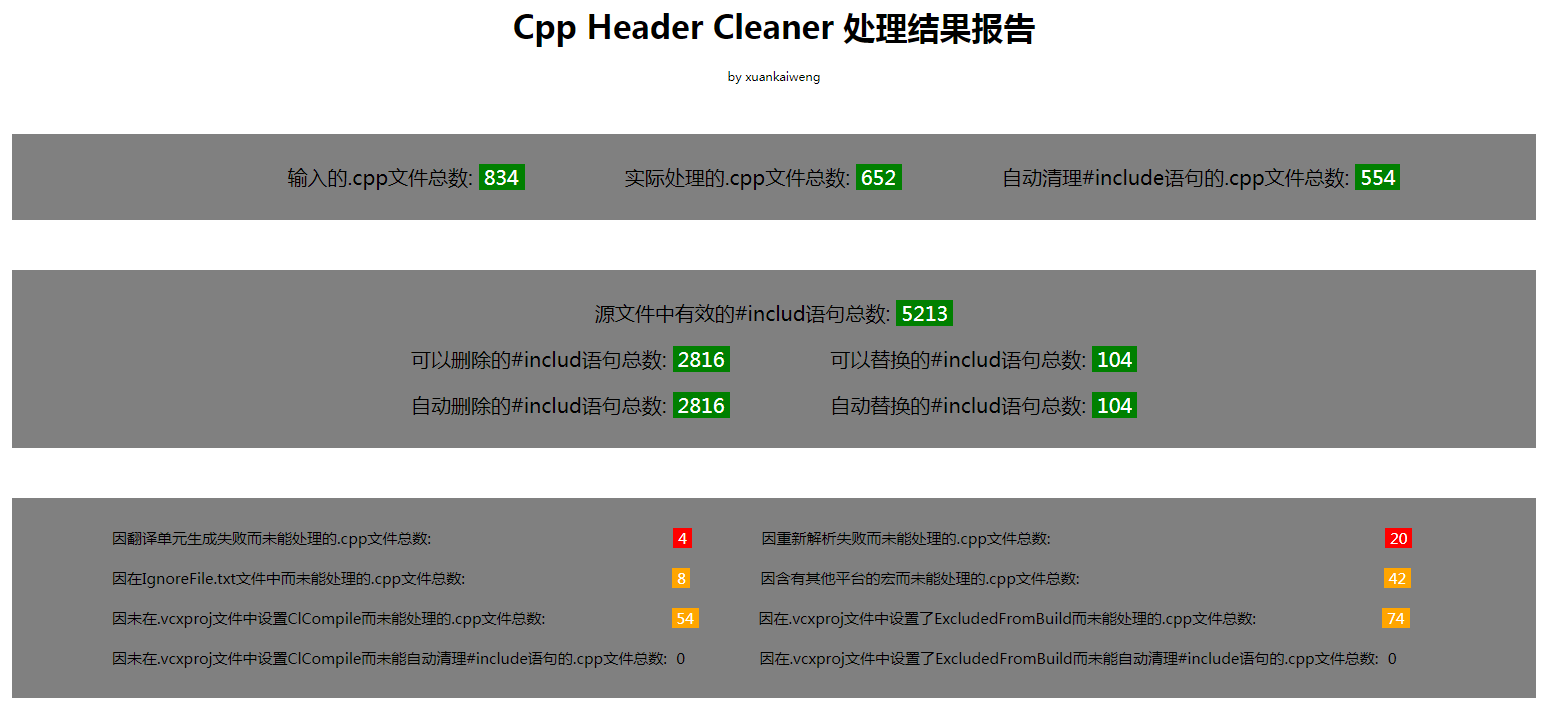 Cpp Header Cleaner 处理结果报告
by xuankaiweng
输入的.cpp文件总数: 834 实际处理的.cpp文件总数: 652 自动清理#include语句的.cpp文件总数: 554
源文件中有效的#includ语句总数: 5213
可以删除的#includ语句总数: 2816 可以替换的#includ语句总数: 104
自动删除的#includ语句总数: 2816 自动替换的#includ语句总数: 104
因翻译单元生成失败而未能处理的.cpp文件总数: 4 因重新解析失败而未能处理的.cpp文件总数: 20
因在IgnoreFile.txt文件中而未能处理的.cpp文件总数: 8 因含有其他平台的宏而未能处理的.cpp文件总数: 42
因未在.vcxproj文件中设置ClCompile而未能处理的.cpp文件总数: 54 因在.vcxproj文件中设置了ExcludedFromBuild而未能处理的.cpp文件总数: 74
因未在.vcxproj文件中设置ClCompile而未能自动清理#include语句的.cpp文件总数: 0 因在.vcxproj文件中设置了ExcludedFromBuild而未能自动清理#include语句的.cpp文件总数: 0